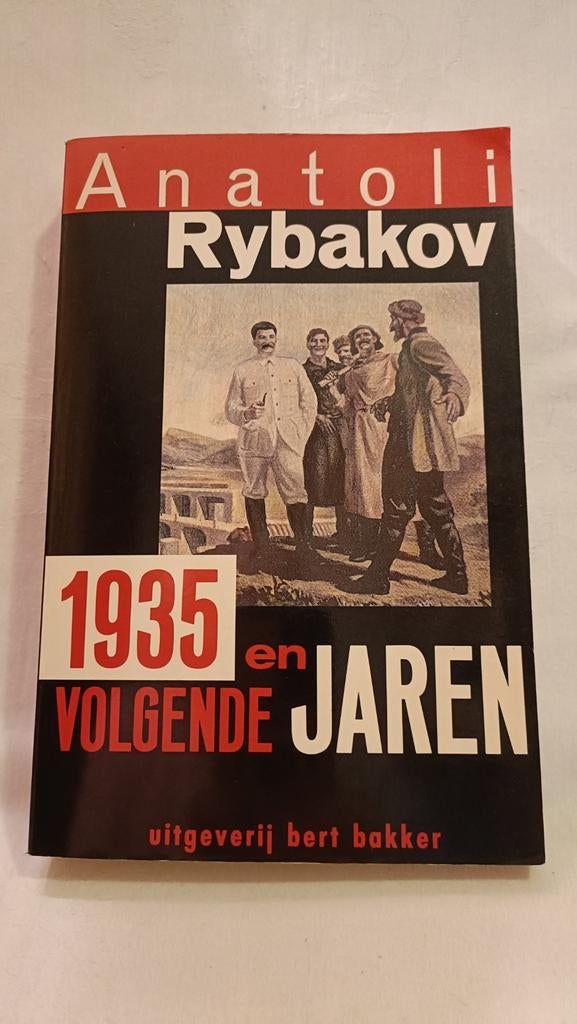 Anatoli
Rybakov
1935 en
VOLGENDE JAREN
uitgeverij bert bakker